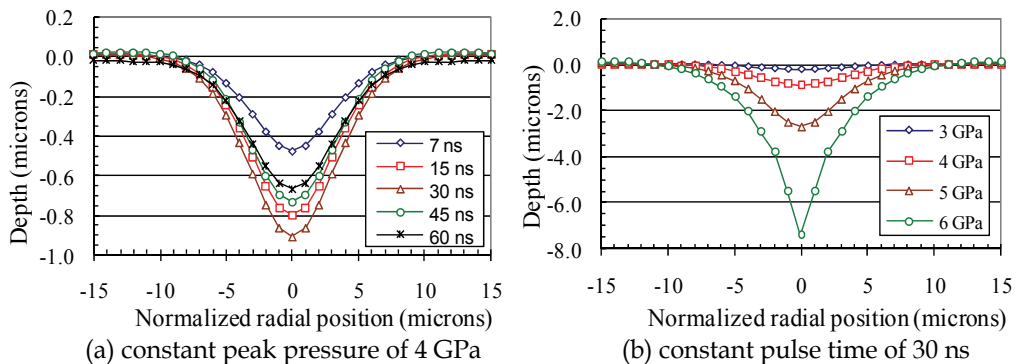 0.2
0.0
-0.2
-0.4
-0.6
-0.8
-1.0
Depth (microns)
-15 -10 -5 0 5 10 15
Normalized radial position (microns)
7 ns
15 ns
30 ns
45 ns
60 ns
(a) constant peak pressure of 4 GPa
2.0
0.0
-2.0
-4.0
-6.0
-8.0
Depth (microns)
-15 -10 -5 0 5 10 15
Normalized radial position (microns)
3 GPa
4 GPa
5 GPa
6 GPa
(b) constant pulse time of 30 ns